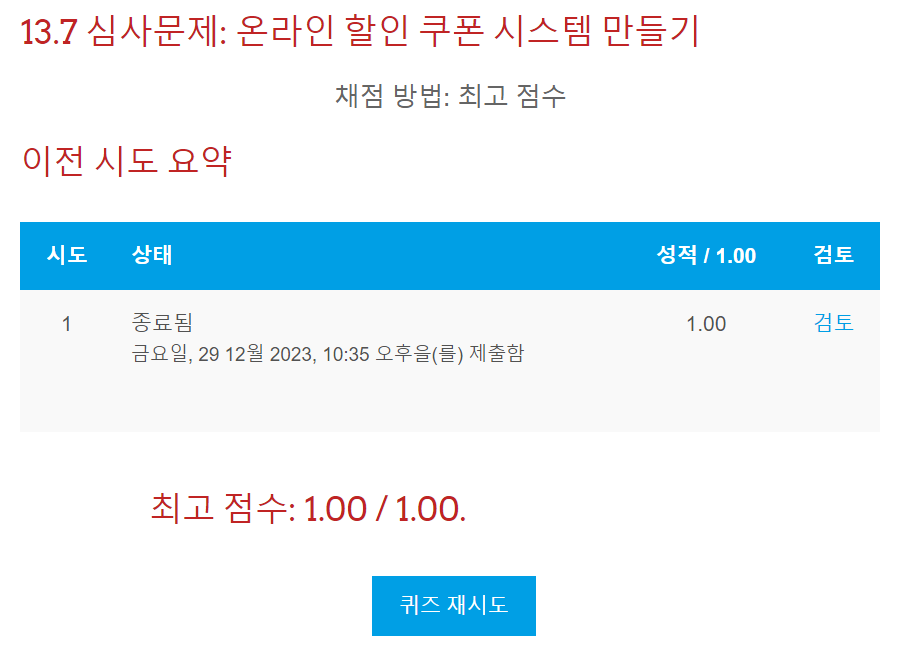 13.7 심사문제: 온라인 할인 쿠폰 시스템 만들기
채점 방법: 최고 점수
이전 시도 요약
시도 상태 성적 / 1.00 검토
1 종료됨 1.00 검토
금요일, 29 12월 2023, 10:35 오후을(를) 제출함
최고 점수: 1.00 / 1.00.
퀴즈 재시도